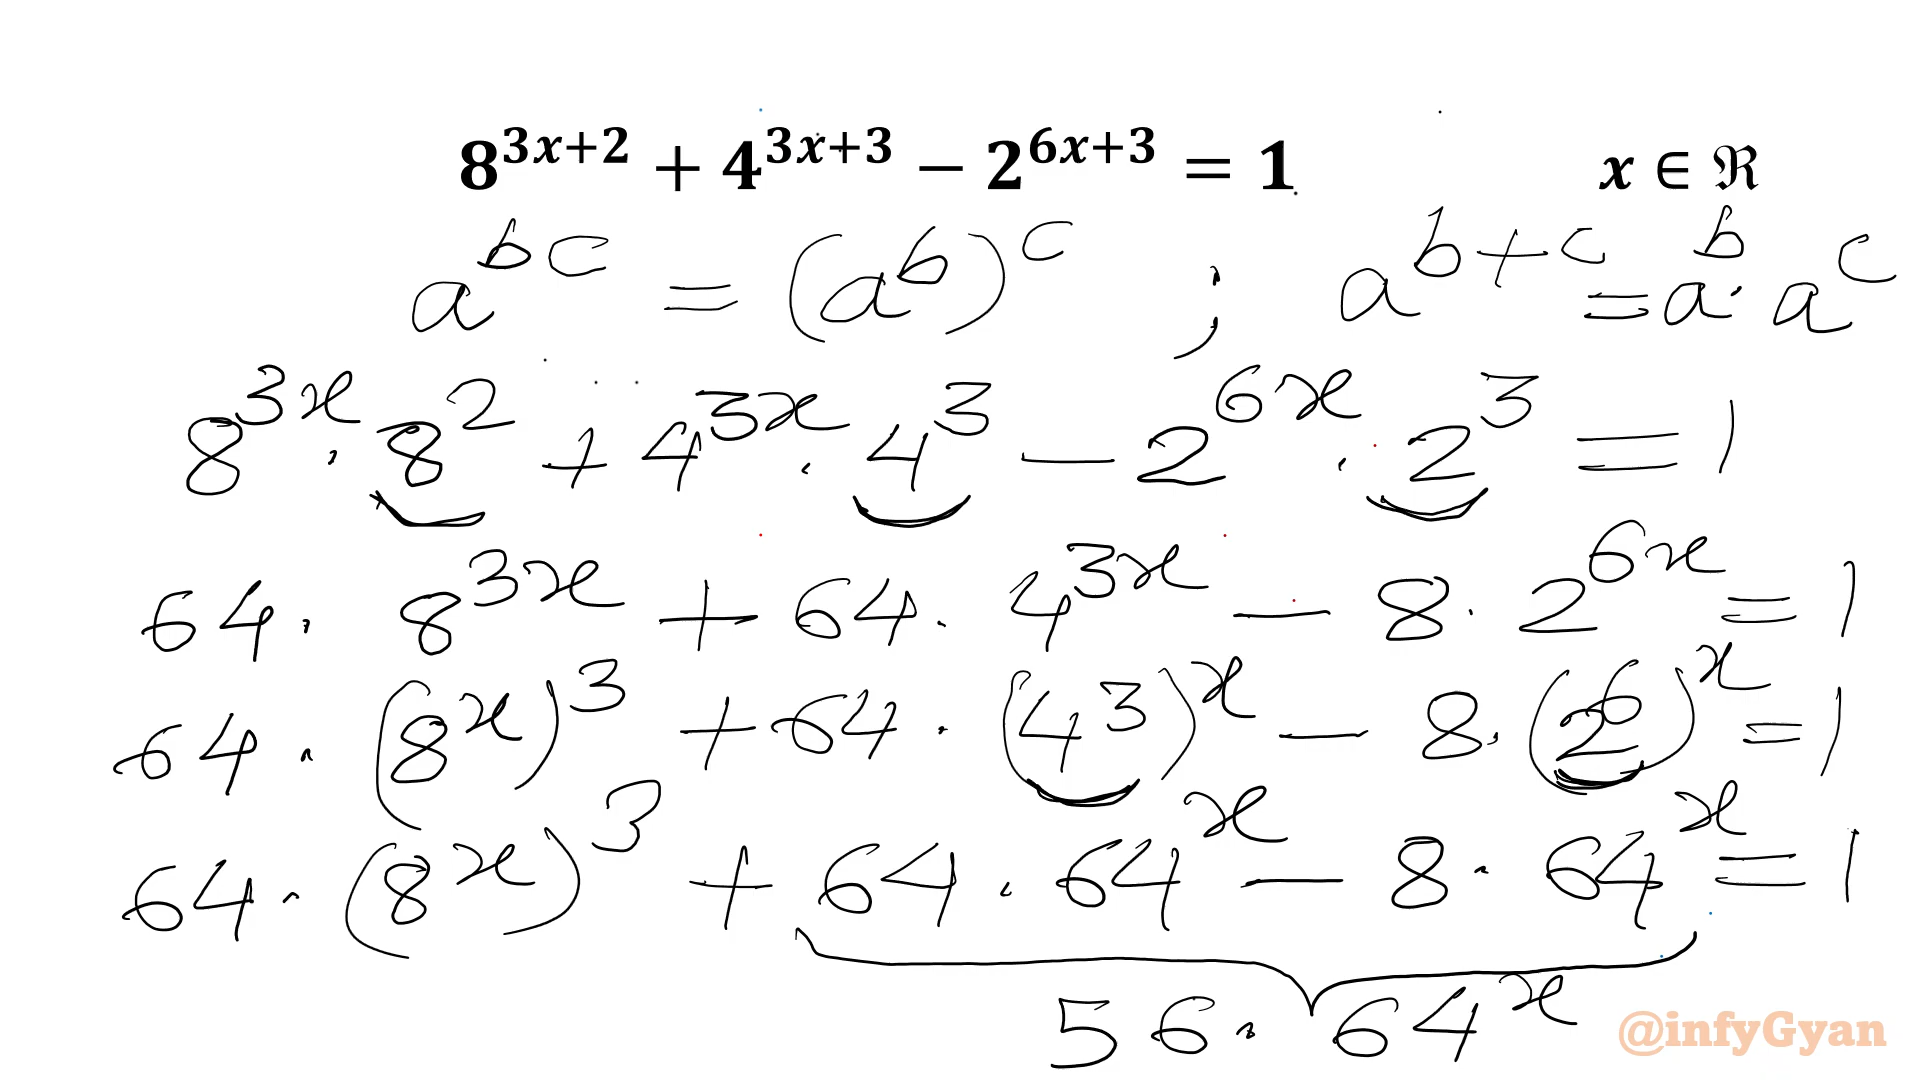 8^{3x+2} + 4^{3x+3} − 2^{6x+3} = 1 x ∈ ℜ
a^{bc} = (a^b)^c ; a^{b+c} = a^b · a^c
8^{3x} · 8^2 + 4^{3x} · 4^3 − 2^{6x} · 2^3 = 1
64 · 8^{3x} + 64 · 4^{3x} − 8 · 2^{6x} = 1
64 · (8^x)^3 + 64 · (4^3)^x − 8 · (2^6)^x = 1
64 · (8^x)^3 + 64 · 64^x − 8 · 64^x = 1
56 · 64^x
@infyGyan